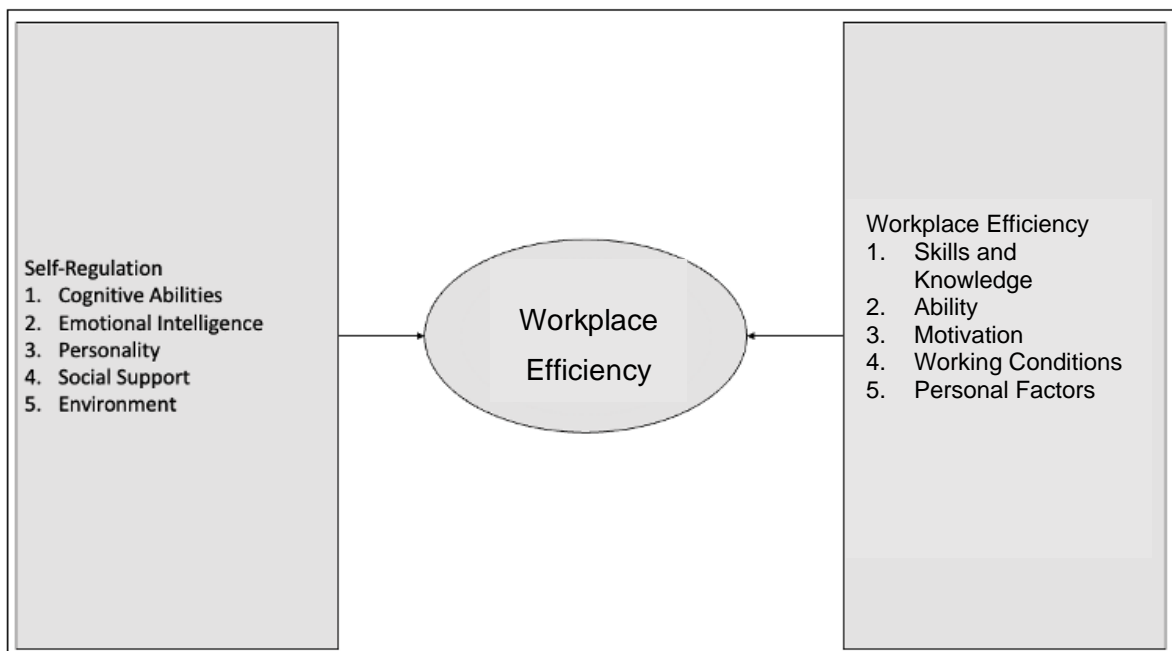 Self-Regulation
1. Cognitive Abilities
2. Emotional Intelligence
3. Personality
4. Social Support
5. Environment
Workplace
Efficiency
Workplace Efficiency
1. Skills and
Knowledge
2. Ability
3. Motivation
4. Working Conditions
5. Personal Factors